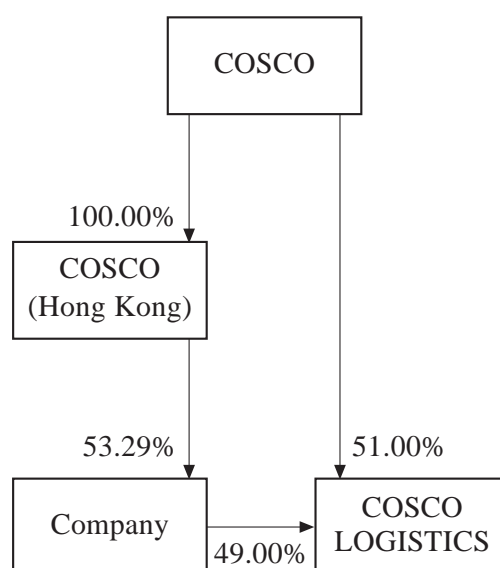 COSCO
100.00%
COSCO
(Hong Kong)
53.29%
51.00%
Company
COSCO
LOGISTICS
49.00%